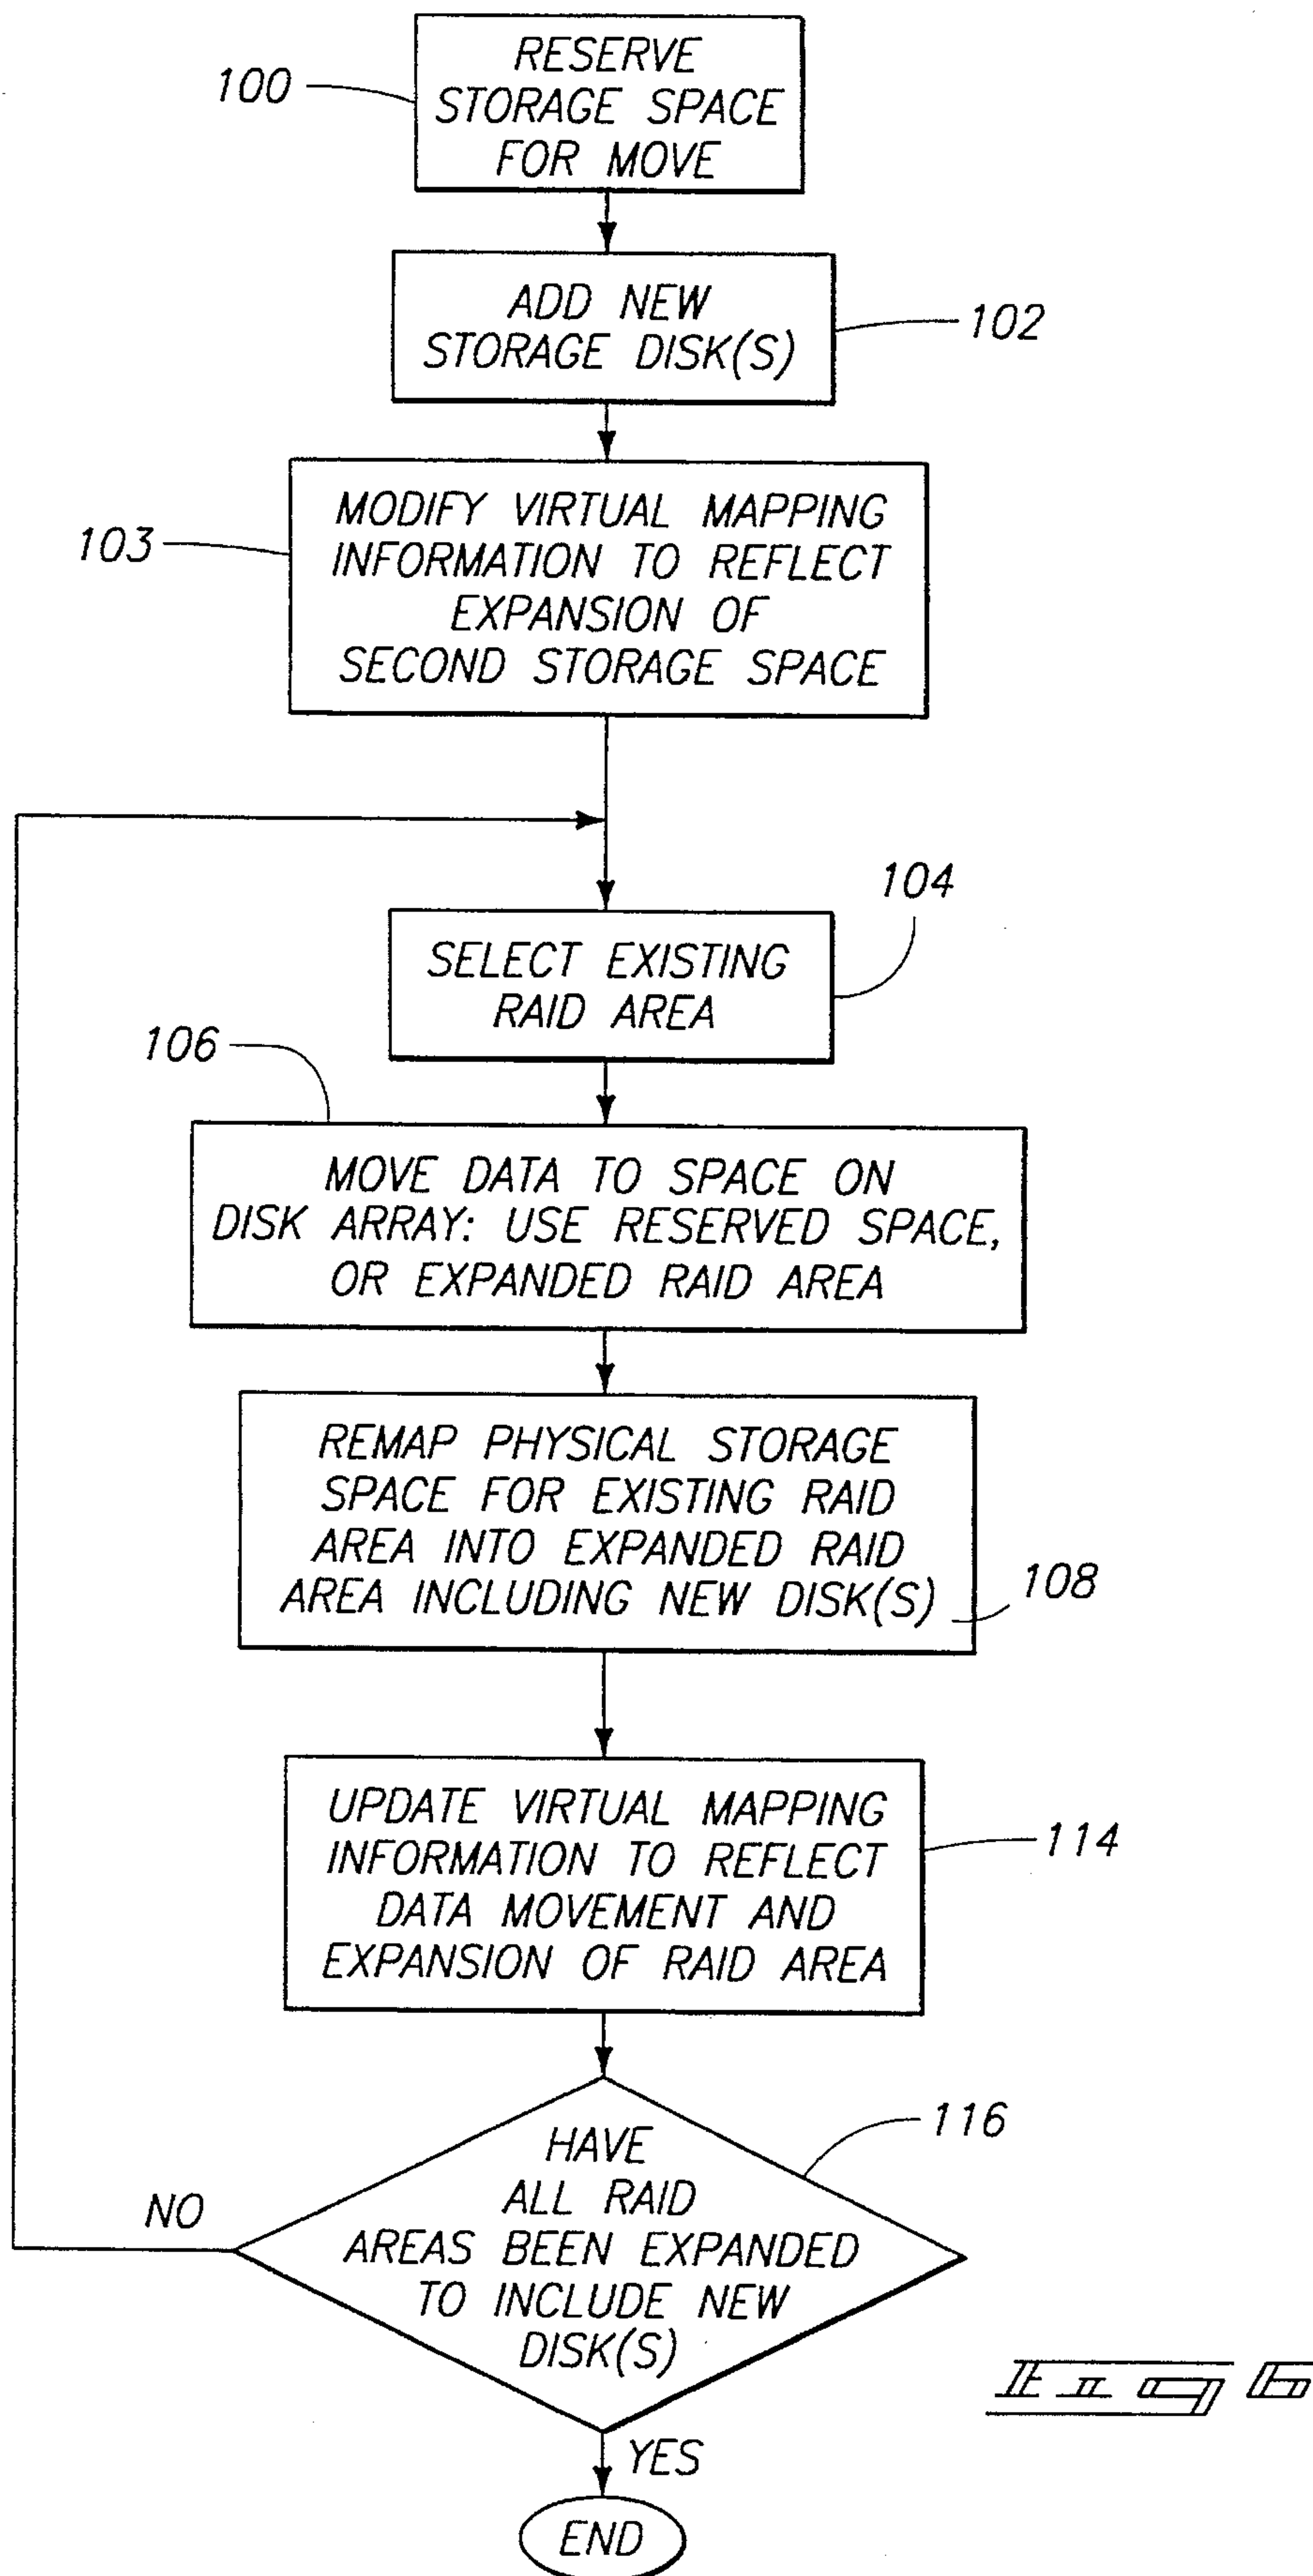 100
RESERVE
STORAGE SPACE
FOR MOVE
ADD NEW
STORAGE DISK(S)
102
103
MODIFY VIRTUAL MAPPING
INFORMATION TO REFLECT
EXPANSION OF
SECOND STORAGE SPACE
104
SELECT EXISTING
RAID AREA
106
MOVE DATA TO SPACE ON
DISK ARRAY: USE RESERVED SPACE,
OR EXPANDED RAID AREA
REMAP PHYSICAL STORAGE
SPACE FOR EXISTING RAID
AREA INTO EXPANDED RAID
AREA INCLUDING NEW DISK(S)
108
UPDATE VIRTUAL MAPPING
INFORMATION TO REFLECT
DATA MOVEMENT AND
EXPANSION OF RAID AREA
114
116
HAVE
ALL RAID
AREAS BEEN EXPANDED
TO INCLUDE NEW
DISK(S)
NO
YES
END
Fig 6